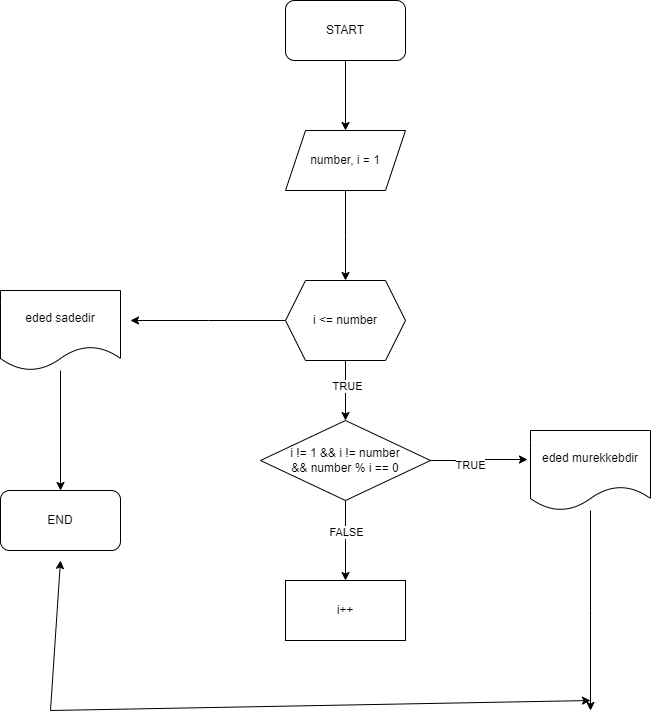 START
number, i = 1
i <= number
eded sadedir
TRUE
i != 1 && i != number
&& number % i == 0
TRUE
eded murekkebdir
END
FALSE
i++